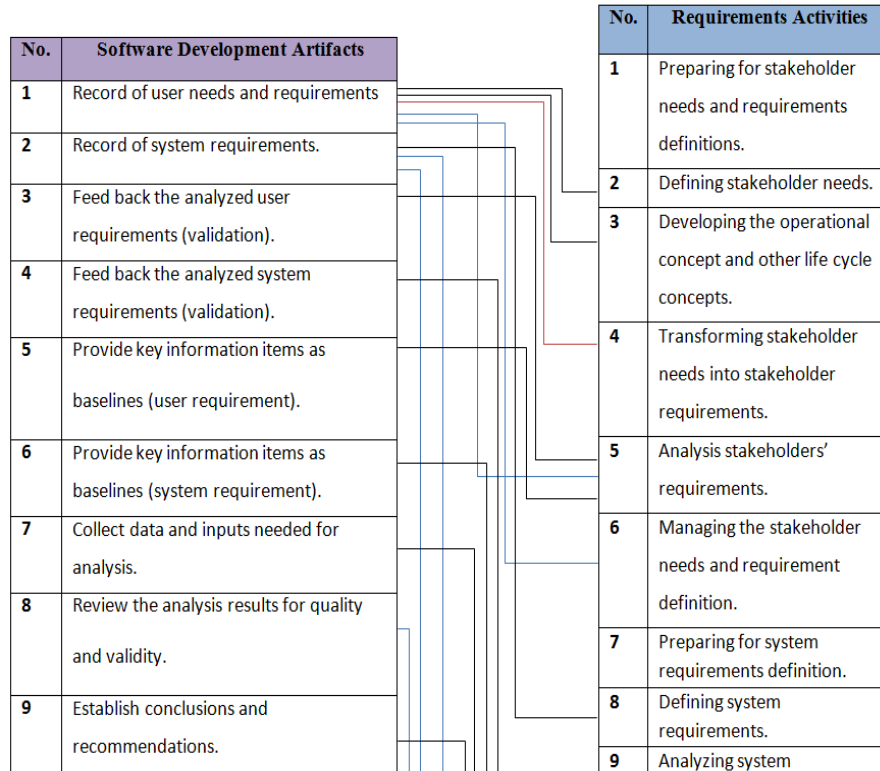 No. Software Development Artifacts
1 Record of user needs and requirements
2 Record of system requirements.
3 Feed back the analyzed user
requirements (validation).
4 Feed back the analyzed system
requirements (validation).
5 Provide key information items as
baselines (user requirement).
6 Provide key information items as
baselines (system requirement).
7 Collect data and inputs needed for
analysis.
8 Review the analysis results for quality
and validity.
9 Establish conclusions and
recommendations.
No. Requirements Activities
1 Preparing for stakeholder
needs and requirements
definitions.
2 Defining stakeholder needs.
3 Developing the operational
concept and other life cycle
concepts.
4 Transforming stakeholder
needs into stakeholder
requirements.
5 Analysis stakeholders’
requirements.
6 Managing the stakeholder
needs and requirement
definition.
7 Preparing for system
requirements definition.
8 Defining system
requirements.
9 Analyzing system